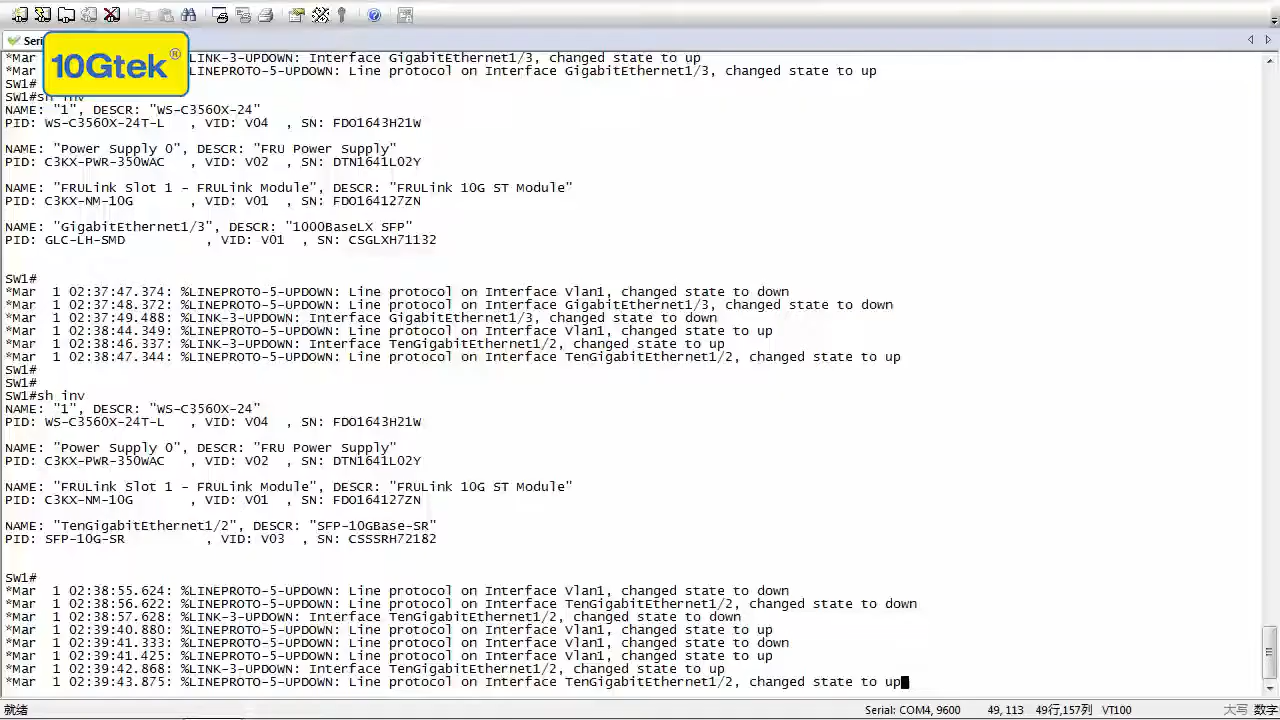 Seri
10Gtek®
*Mar LINK-3-UPDOWN: Interface GigabitEthernet1/3, changed state to up
*Mar LINEPROTO-5-UPDOWN: Line protocol on Interface GigabitEthernet1/3, changed state to up
SW1#
SW1#sh inv
NAME: "1", DESCR: "WS-C3560X-24"
PID: WS-C3560X-24T-L , VID: V04 , SN: FDO1643H21W
NAME: "Power Supply 0", DESCR: "FRU Power Supply"
PID: C3KX-PWR-350WAC , VID: V02 , SN: DTN1641L02Y
NAME: "FRULink Slot 1 - FRULink Module", DESCR: "FRULink 10G ST Module"
PID: C3KX-NM-10G , VID: V01 , SN: FDO164127ZN
NAME: "GigabitEthernet1/3", DESCR: "1000BaseLX SFP"
PID: GLC-LH-SMD , VID: V01 , SN: CSGLXH71132
SW1#
*Mar 1 02:37:47.374: %LINEPROTO-5-UPDOWN: Line protocol on Interface Vlan1, changed state to down
*Mar 1 02:37:48.372: %LINEPROTO-5-UPDOWN: Line protocol on Interface GigabitEthernet1/3, changed state to down
*Mar 1 02:37:49.488: %LINK-3-UPDOWN: Interface GigabitEthernet1/3, changed state to down
*Mar 1 02:38:44.349: %LINEPROTO-5-UPDOWN: Line protocol on Interface Vlan1, changed state to up
*Mar 1 02:38:46.337: %LINK-3-UPDOWN: Interface TenGigabitEthernet1/2, changed state to up
*Mar 1 02:38:47.344: %LINEPROTO-5-UPDOWN: Line protocol on Interface TenGigabitEthernet1/2, changed state to up
SW1#
SW1#
SW1#sh inv
NAME: "1", DESCR: "WS-C3560X-24"
PID: WS-C3560X-24T-L , VID: V04 , SN: FDO1643H21W
NAME: "Power Supply 0", DESCR: "FRU Power Supply"
PID: C3KX-PWR-350WAC , VID: V02 , SN: DTN1641L02Y
NAME: "FRULink Slot 1 - FRULink Module", DESCR: "FRULink 10G ST Module"
PID: C3KX-NM-10G , VID: V01 , SN: FDO164127ZN
NAME: "TenGigabitEthernet1/2", DESCR: "SFP-10GBase-SR"
PID: SFP-10G-SR , VID: V03 , SN: CSSSRH72182
SW1#
*Mar 1 02:38:55.624: %LINEPROTO-5-UPDOWN: Line protocol on Interface Vlan1, changed state to down
*Mar 1 02:38:56.622: %LINEPROTO-5-UPDOWN: Line protocol on Interface TenGigabitEthernet1/2, changed state to down
*Mar 1 02:38:57.628: %LINK-3-UPDOWN: Interface TenGigabitEthernet1/2, changed state to down
*Mar 1 02:39:40.880: %LINEPROTO-5-UPDOWN: Line protocol on Interface Vlan1, changed state to up
*Mar 1 02:39:41.333: %LINEPROTO-5-UPDOWN: Line protocol on Interface Vlan1, changed state to down
*Mar 1 02:39:41.425: %LINEPROTO-5-UPDOWN: Line protocol on Interface Vlan1, changed state to up
*Mar 1 02:39:42.868: %LINK-3-UPDOWN: Interface TenGigabitEthernet1/2, changed state to up
*Mar 1 02:39:43.875: %LINEPROTO-5-UPDOWN: Line protocol on Interface TenGigabitEthernet1/2, changed state to up
就绪 Serial: COM4, 9600 49, 113 49行,157列 VT100 大写 数字